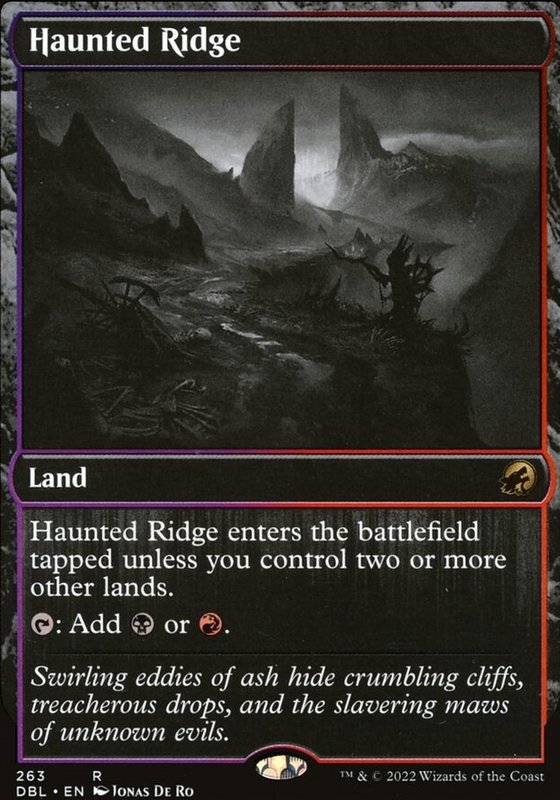 Haunted Ridge
Land
Haunted Ridge enters the battlefield
tapped unless you control two or more
other lands.
: Add or .
Swirling eddies of ash hide crumbling cliffs,
treacherous drops, and the slavering maws
of unknown evils.
263 R
DBL • EN Jonas De Ro
™ & © 2022 Wizards of the Coast